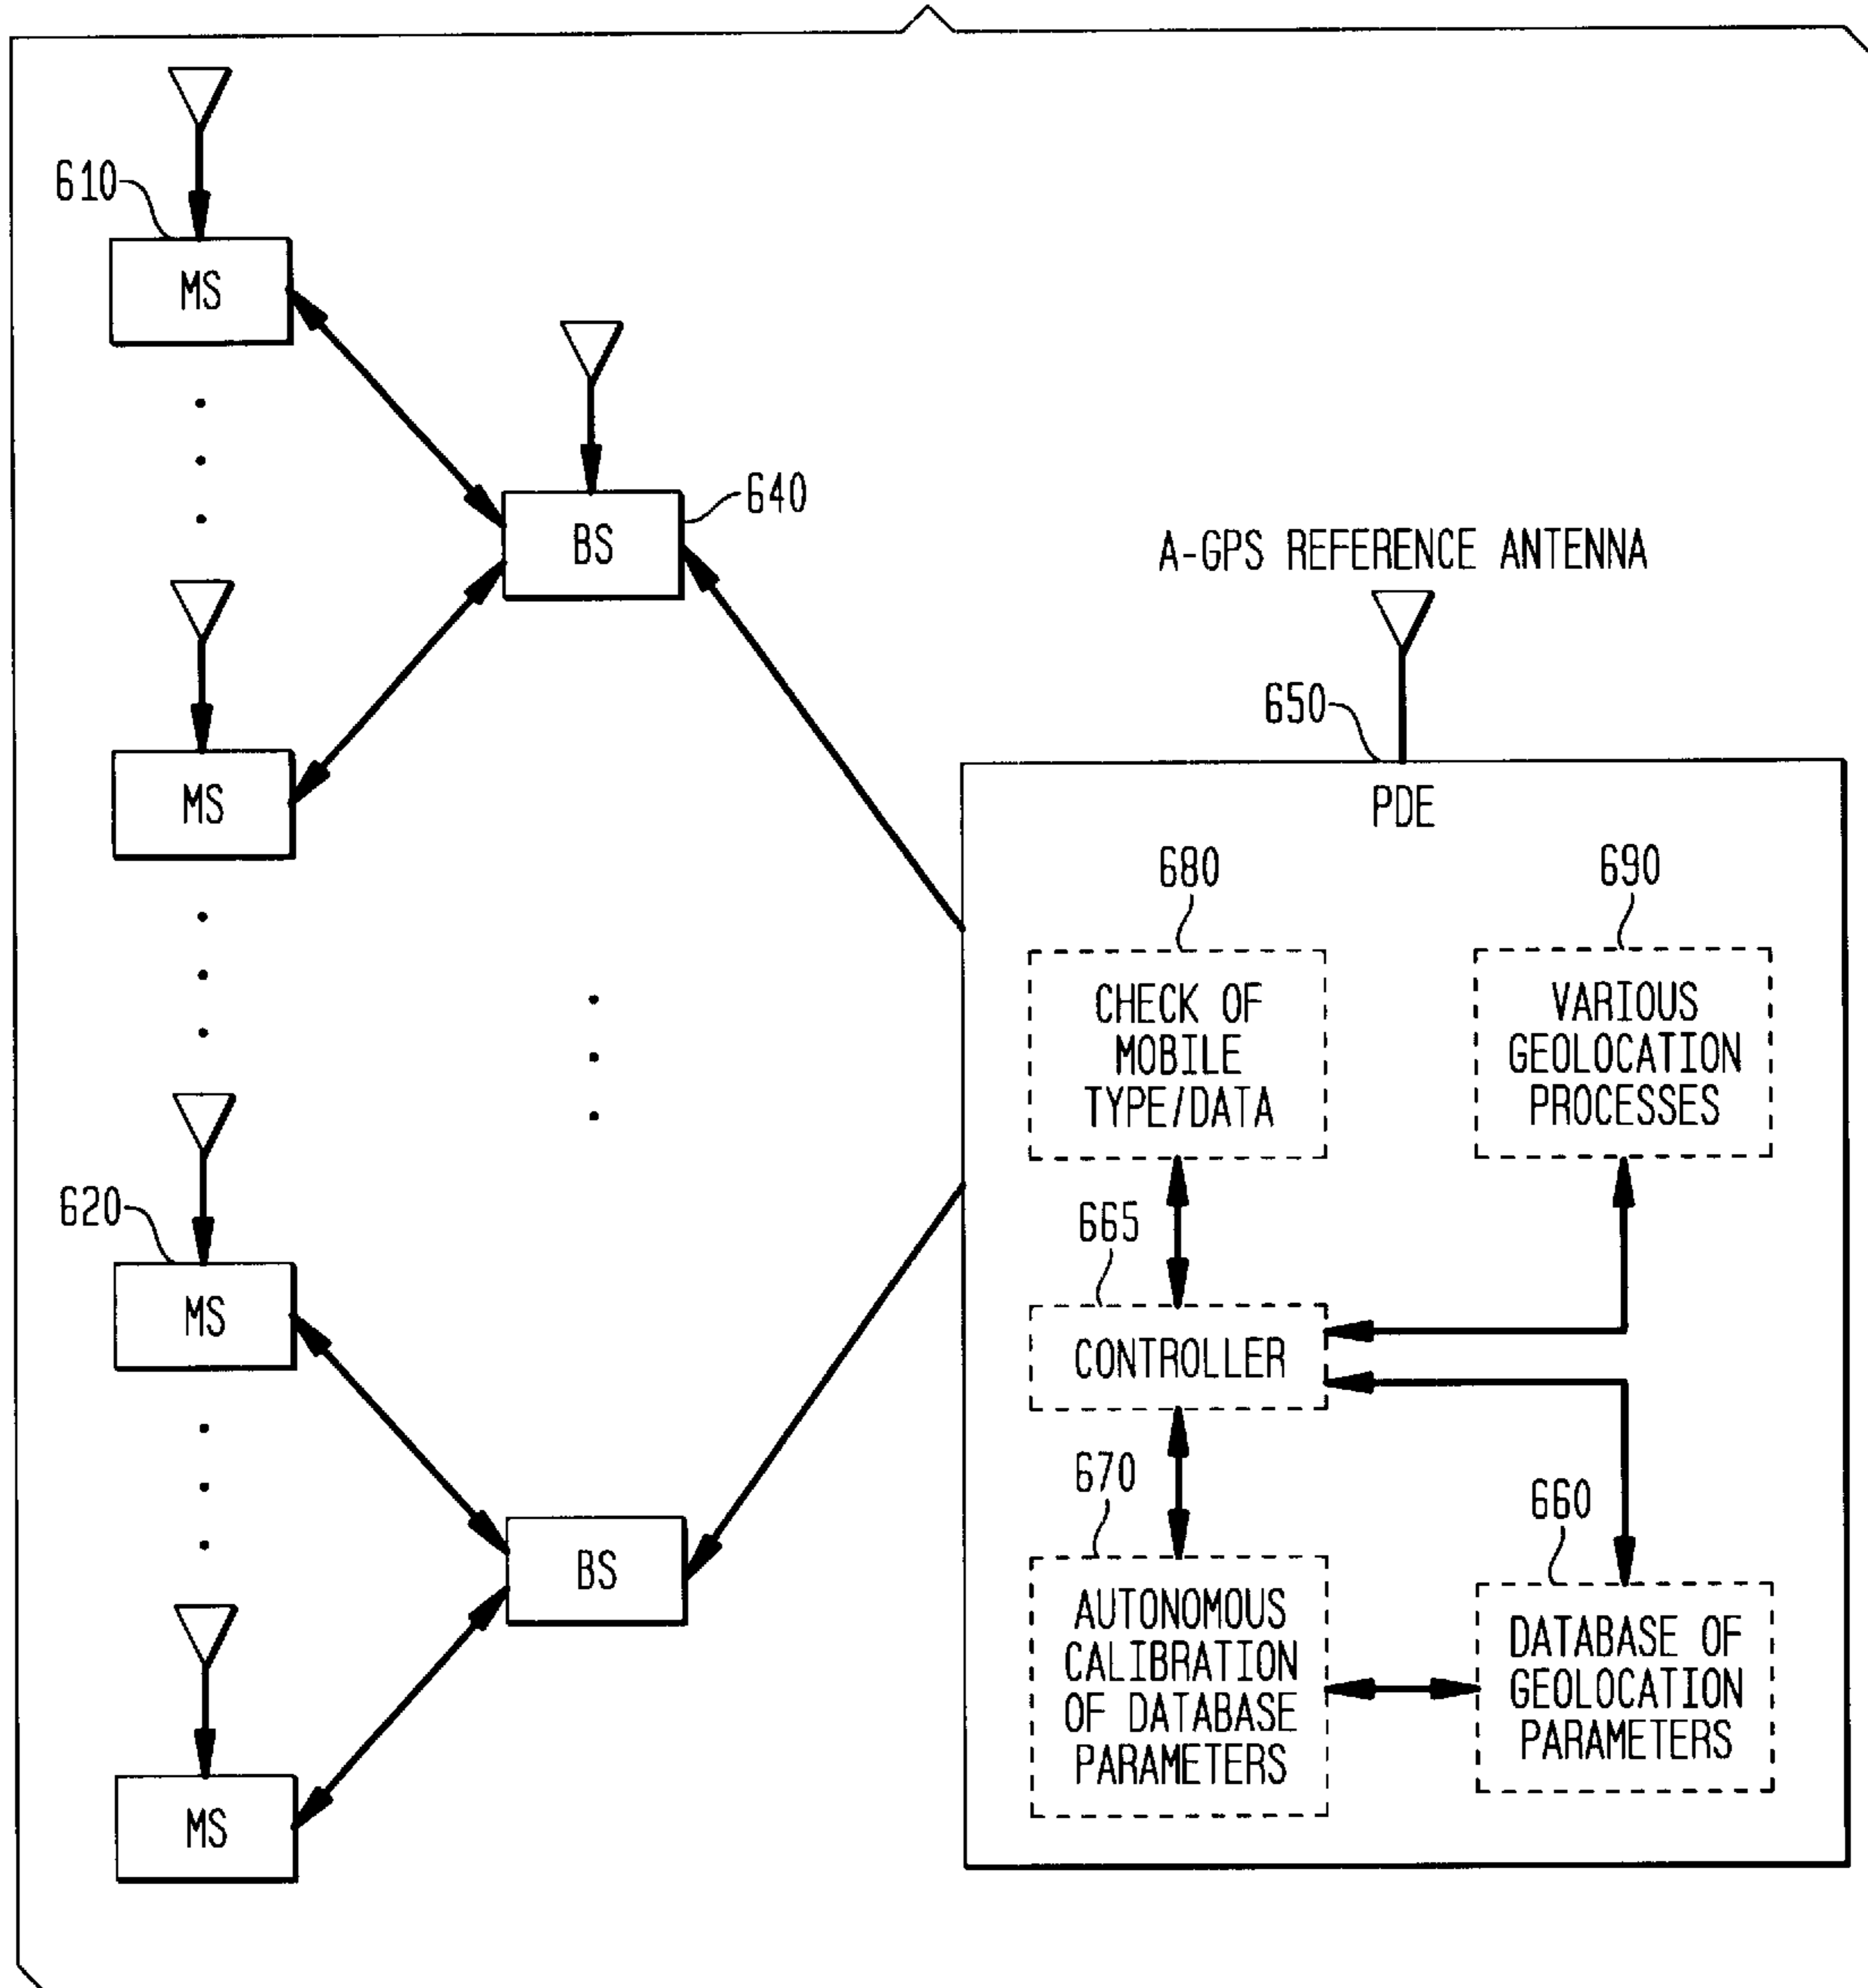 610
MS
640
BS
A-GPS REFERENCE ANTENNA
650
MS
PDE
680
690
CHECK OF
MOBILE
TYPE/DATA
VARIOUS
GEOLOCATION
PROCESSES
620
MS
665
CONTROLLER
670
660
BS
AUTONOMOUS
CALIBRATION
OF DATABASE
PARAMETERS
DATABASE OF
GEOLOCATION
PARAMETERS
MS